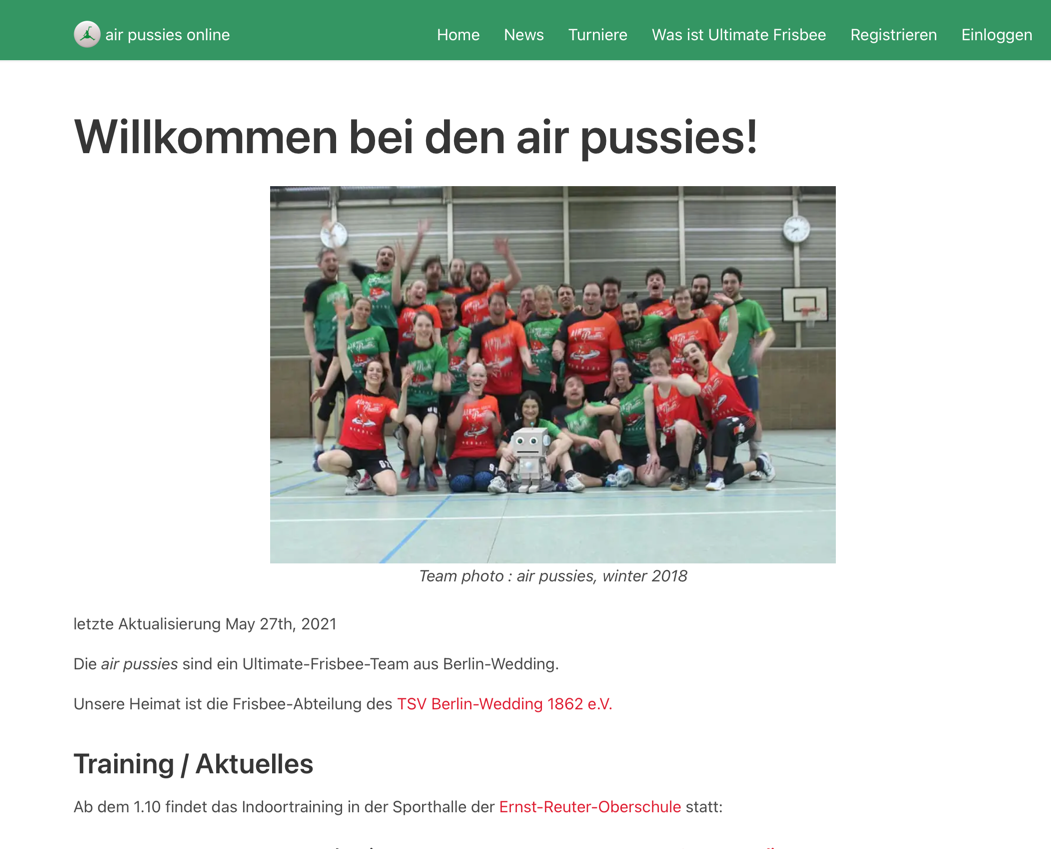 air pussies online
Home News Turniere Was ist Ultimate Frisbee Registrieren Einloggen
Willkommen bei den air pussies!
Team photo : air pussies, winter 2018
letzte Aktualisierung May 27th, 2021
Die air pussies sind ein Ultimate-Frisbee-Team aus Berlin-Wedding.
Unsere Heimat ist die Frisbee-Abteilung des TSV Berlin-Wedding 1862 e.V.
Training / Aktuelles
Ab dem 1.10 findet das Indoortraining in der Sporthalle der Ernst-Reuter-Oberschule statt: